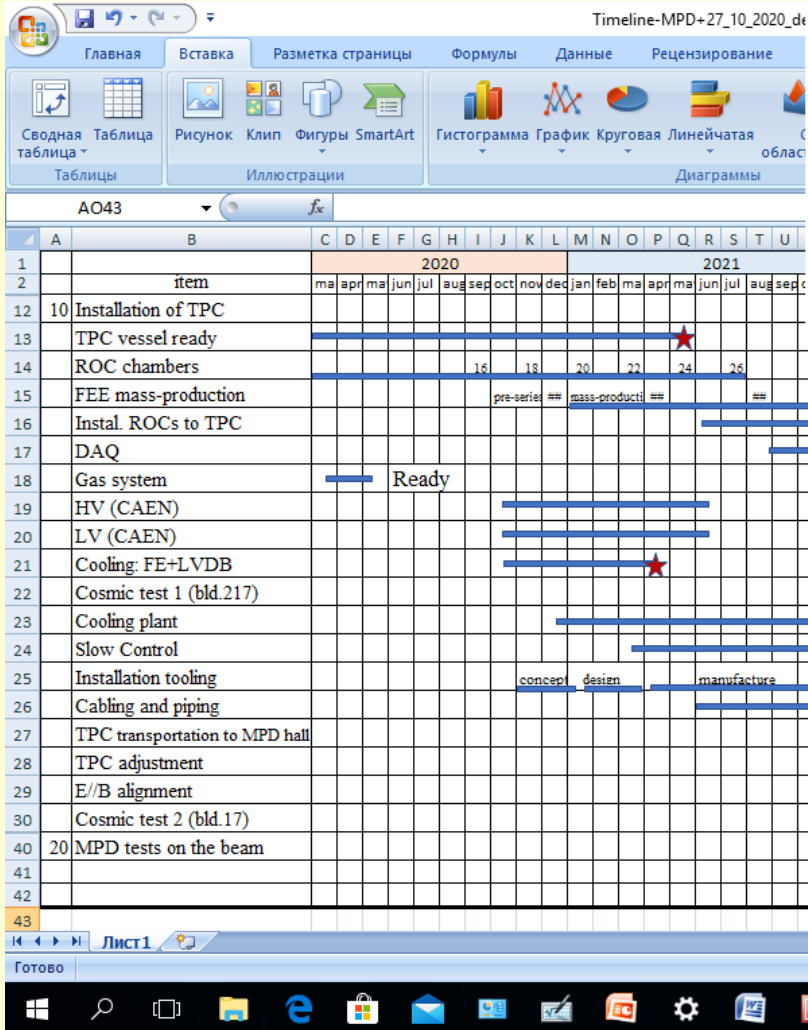 Timeline-MPD+27_10_2020_de
Главная Вставка Разметка страницы Формулы Данные Рецензирование
Сводная таблица Таблица Рисунок Клип Фигуры SmartArt Гистограмма График Круговая Линейчатая
Таблицы Иллюстрации Диаграммы
AO43 fx
A B C D E F G H I J K L M N O P Q R S T U
1 2020 2021
2 item ma apr ma jun jul aug sep oct nov dec jan feb ma apr ma jun jul aug sep
12 10 Installation of TPC
13 TPC vessel ready
14 ROC chambers 16 18 20 22 24 26
15 FEE mass-production pre-serie ## mass-producti ## ##
16 Instal. ROCs to TPC
17 DAQ
18 Gas system Ready
19 HV (CAEN)
20 LV (CAEN)
21 Cooling: FE+LVDB
22 Cosmic test 1 (bld.217)
23 Cooling plant
24 Slow Control
25 Installation tooling concept design manufacture
26 Cabling and piping
27 TPC transportation to MPD hall
28 TPC adjustment
29 E//B alignment
30 Cosmic test 2 (bld.17)
40 20 MPD tests on the beam
41
42
43
Лист1
Готово